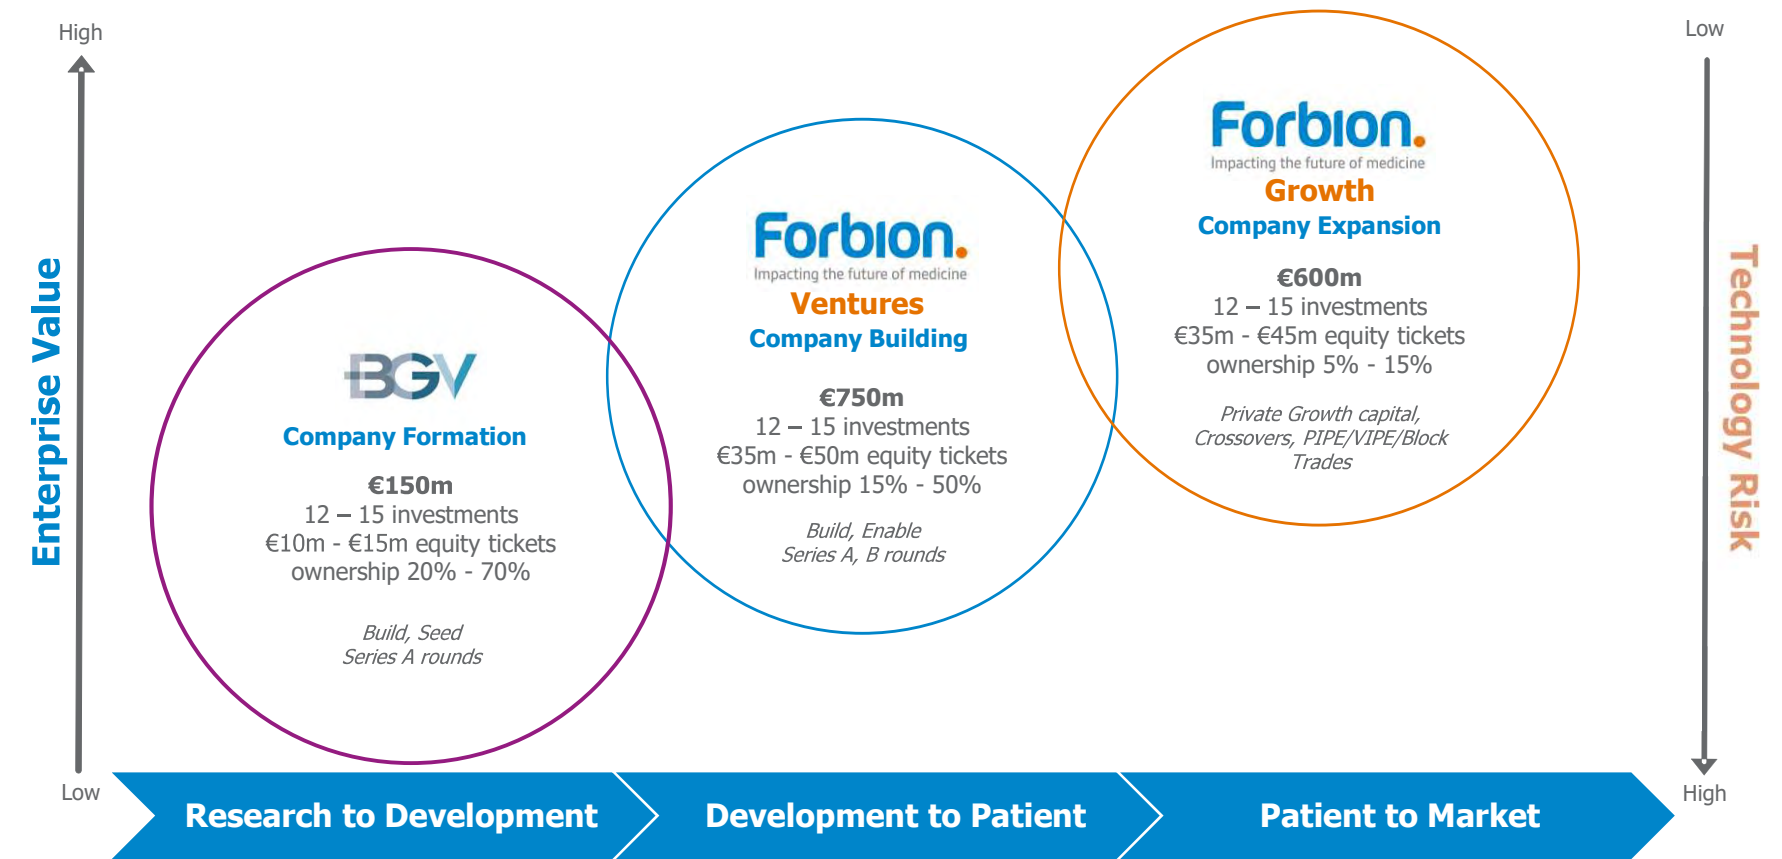 High
Low
Enterprise Value
BGV
Company Formation
€150m
12 – 15 investments
€10m - €15m equity tickets
ownership 20% - 70%
Build, Seed
Series A rounds
Forbion.
Impacting the future of medicine
Ventures
Company Building
€750m
12 – 15 investments
€35m - €50m equity tickets
ownership 15% - 50%
Build, Enable
Series A, B rounds
Forbion.
Impacting the future of medicine
Growth
Company Expansion
€600m
12 – 15 investments
€35m - €45m equity tickets
ownership 5% - 15%
Private Growth capital,
Crossovers, PIPE/VIPE/Block
Trades
Low
Technology Risk
High
Low
Research to Development
Development to Patient
Patient to Market